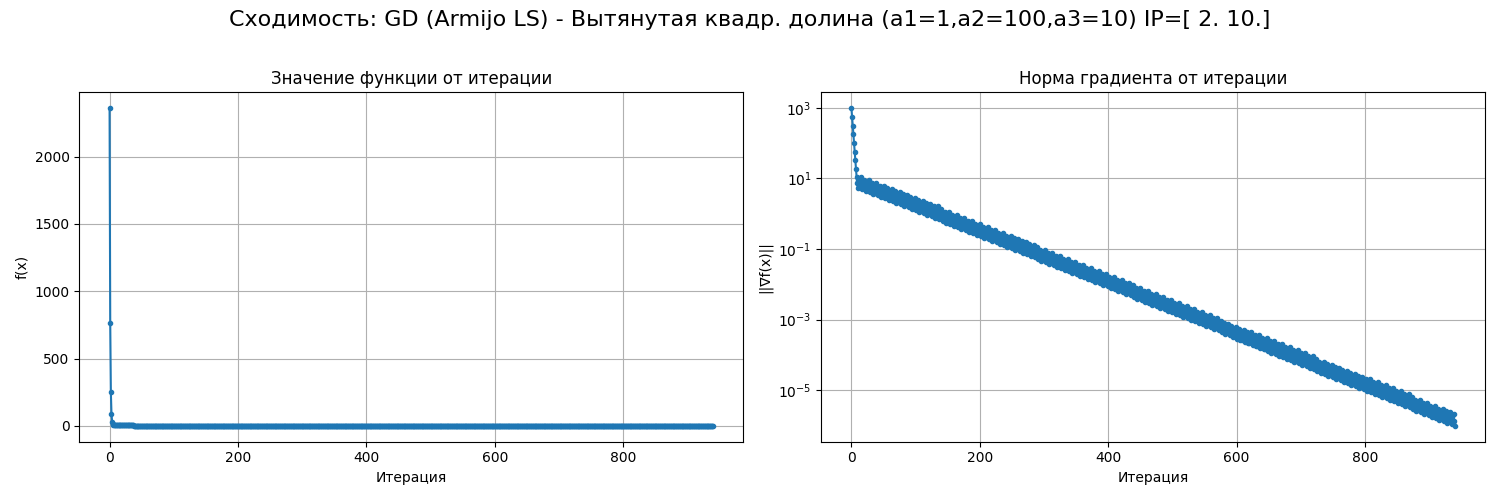 Сходимость: GD (Armijo LS) - Вытянутая квадр. долина (a1=1,a2=100,a3=10) IP=[ 2. 10.]
Значение функции от итерации
f(x)
2000
1500
1000
500
0
0 200 400 600 800
Итерация
Норма градиента от итерации
||∇f(x)||
10³
10¹
10⁻¹
10⁻³
10⁻⁵
0 200 400 600 800
Итерация